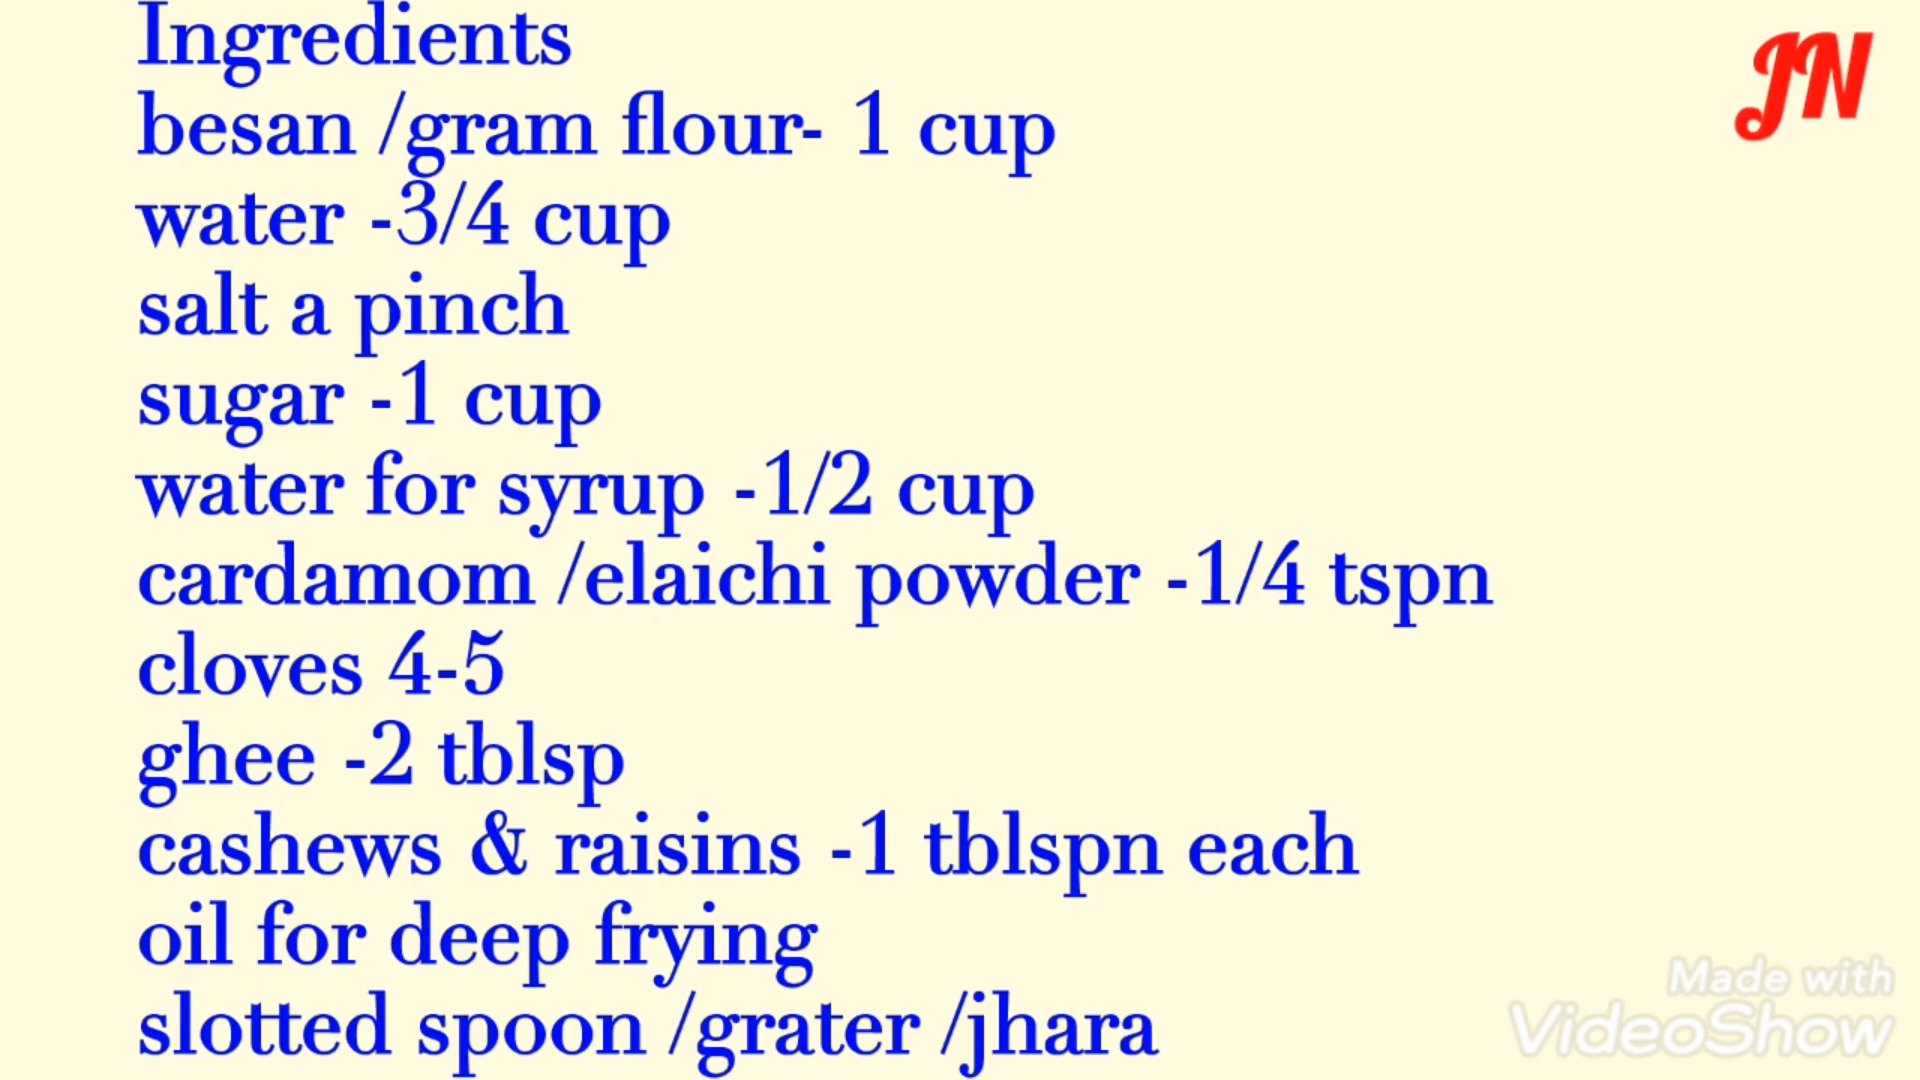 Ingredients
JN
besan /gram flour- 1 cup
water -3/4 cup
salt a pinch
sugar -1 cup
water for syrup -1/2 cup
cardamom /elaichi powder -1/4 tspn
cloves 4-5
ghee -2 tblsp
cashews & raisins -1 tblspn each
oil for deep frying
slotted spoon /grater /jhara
Made with
VideoShow